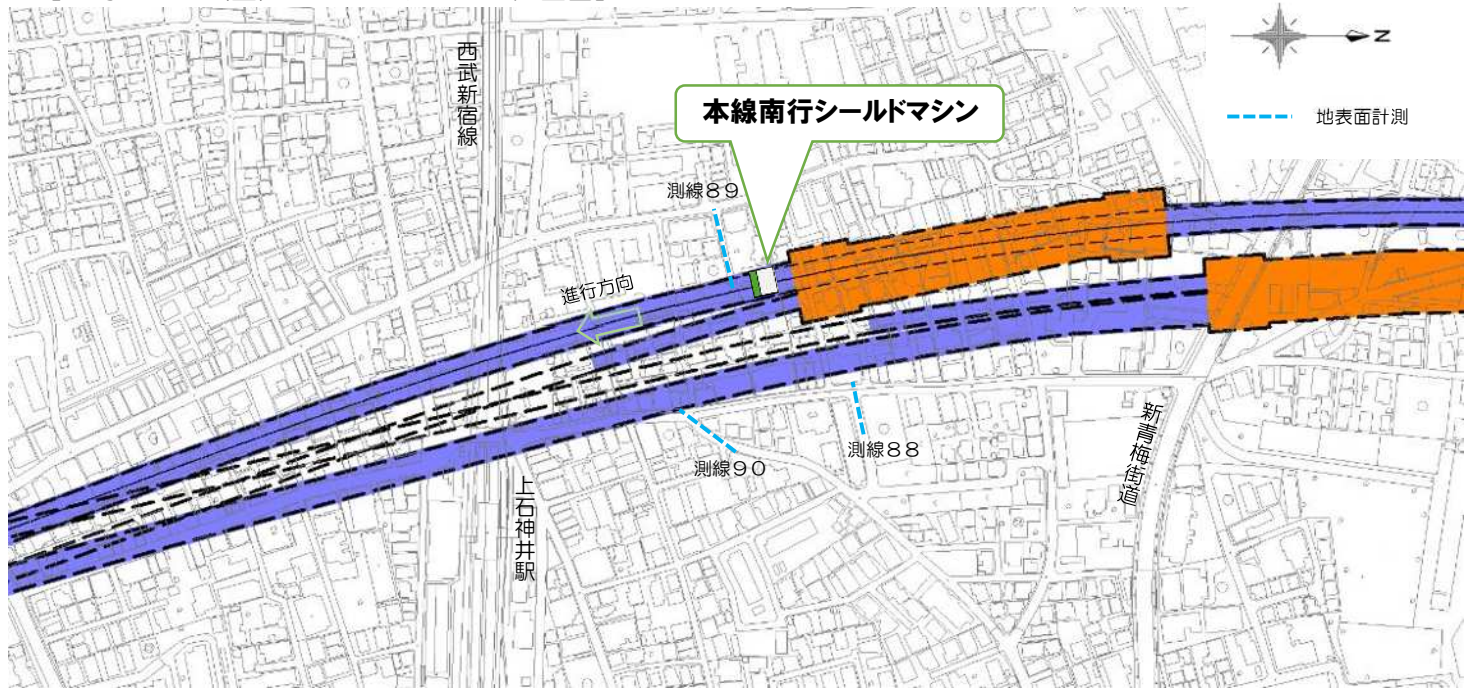 N
地表面計測
西武新宿線
本線南行シールドマシン
測線89
進行方向
測線88
測線90
新青梅街道
上石神井駅